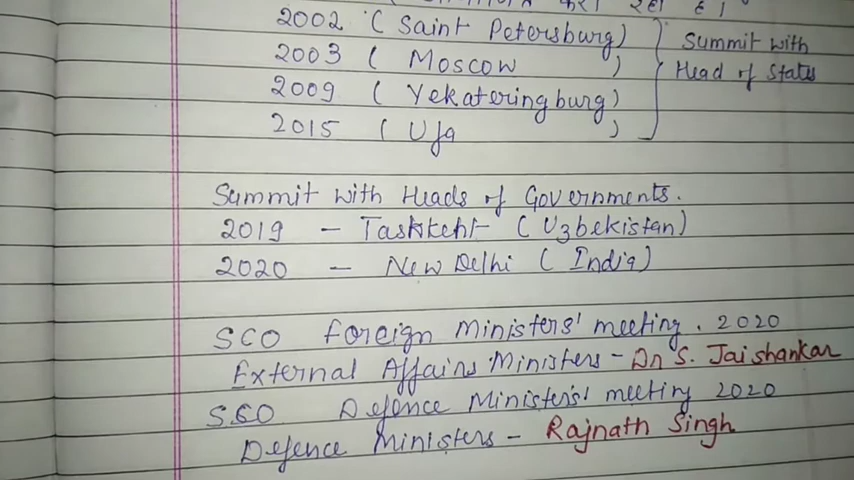 2002 (Saint Petersburg)
2003 ( Moscow )
2009 ( Yekateringburg)
2015 ( Ufa )
Summit with
Head of States
Summit with Heads of Governments.
2019 - Taskkent (Uzbekistan)
2020 - New Delhi (India)
SCO foreign Ministers' meeting. 2020
External Affairs Ministers - Dr S. Jaishankar
SCO Defence Ministers' meeting 2020
Defence Ministers - Rajnath Singh